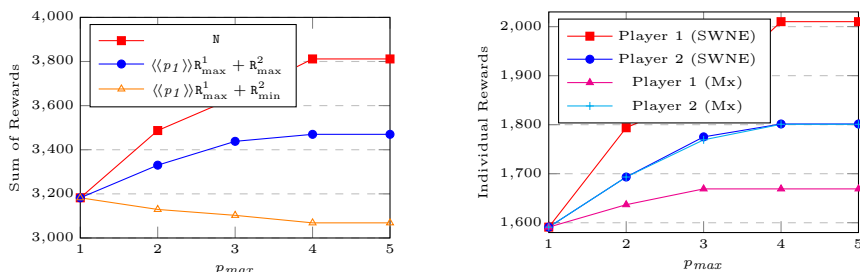 4,000
3,800
3,600
3,400
3,200
3,000
Sum of Rewards
N
⟨⟨p1⟩⟩R¹max + R²max
⟨⟨p1⟩⟩R¹max + R²min
1 2 3 4 5
pmax
2,000
1,900
1,800
1,700
1,600
Individual Rewards
Player 1 (SWNE)
Player 2 (SWNE)
Player 1 (Mx)
Player 2 (Mx)
1 2 3 4 5
pmax